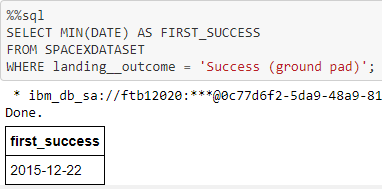 %%sql
SELECT MIN(DATE) AS FIRST_SUCCESS
FROM SPACEXDATASET
WHERE landing__outcome = 'Success (ground pad)';
* ibm_db_sa://ftb12020:***@0c77d6f2-5da9-48a9-81
Done.
first_success
2015-12-22